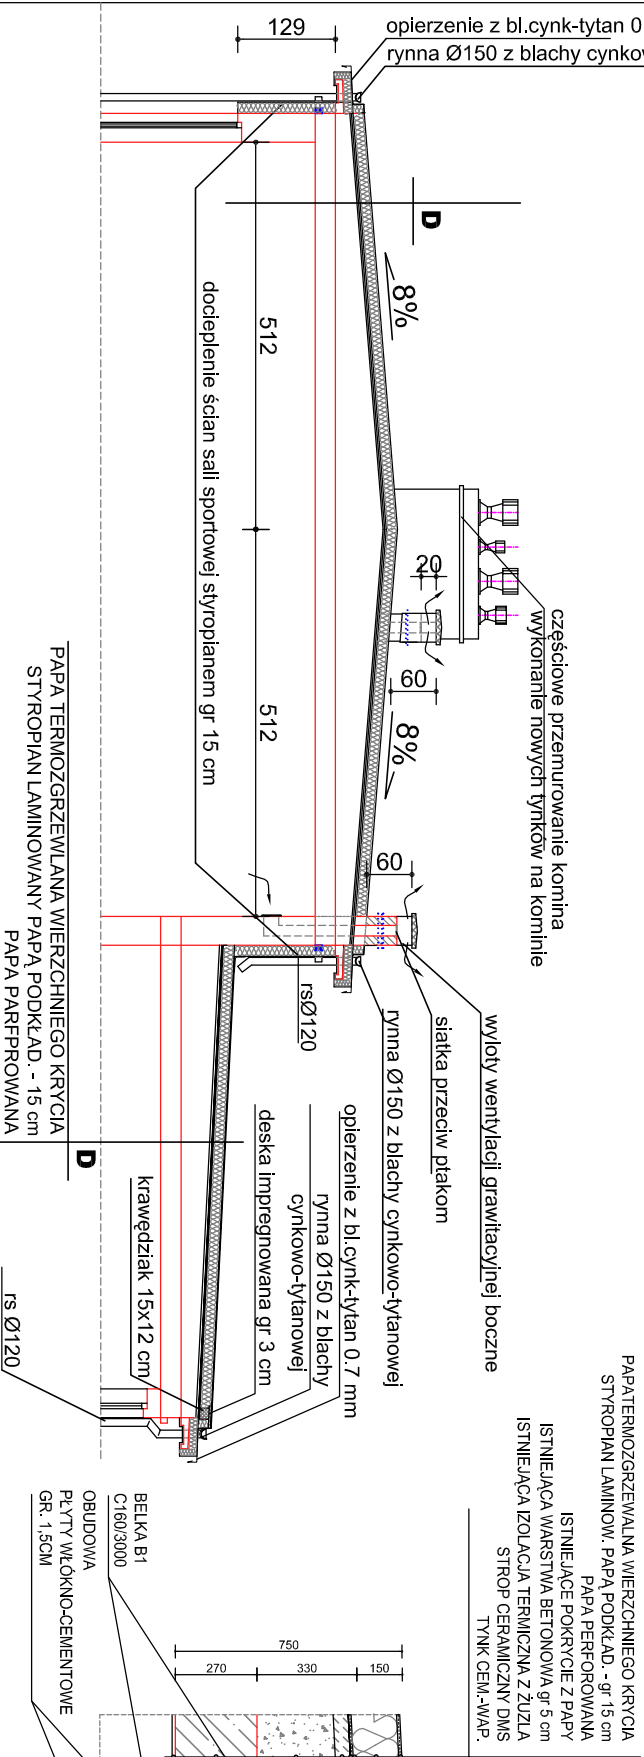 129
opierzenie z bl.cynk-tytan 0
rynna Ø150 z blachy cynkow
D
8%
512
docieplenie ścian sali sportowej styropianem gr 15 cm
20
częściowe przemurowanie komina
wykonanie nowych tynków na kominie
60
8%
512
60
wyloty wentylacji grawitacyjnej boczne
siatka przeciw ptakom
rynna Ø150 z blachy cynkowo-tytanowej
rsØ120
opierzenie z bl.cynk-tytan 0.7 mm
rynna Ø150 z blachy
cynkowo-tytanowej
deska impregnowana gr 3 cm
krawędziak 15x12 cm
rs Ø120
PAPA TERMOZGRZEWLANA WIERZCHNIEGO KRYCIA
STYROPIAN LAMINOWANY PAPĄ PODKŁAD. - 15 cm
PAPA PARFPROWANA
D
PAPATERMOZGRZEWALNA WIERZCHNIEGO KRYCIA
STYROPIAN LAMINOW. PAPĄ PODKŁAD. - gr 15 cm
PAPA PERFOROWANA
ISTNIEJĄCE POKRYCIE Z PAPY
ISTNIEJĄCA WARSTWA BETONOWA gr 5 cm
ISTNIEJĄCA IZOLACJA TERMICZNA Z ŻUZLA
STROP CERAMICZNY DMS
TYNK CEM.-WAP.
750
270
330
150
BELKA B1
C160/3000
OBUDOWA
PŁYTY WŁÓKNO-CEMENTOWE
GR. 1,5CM